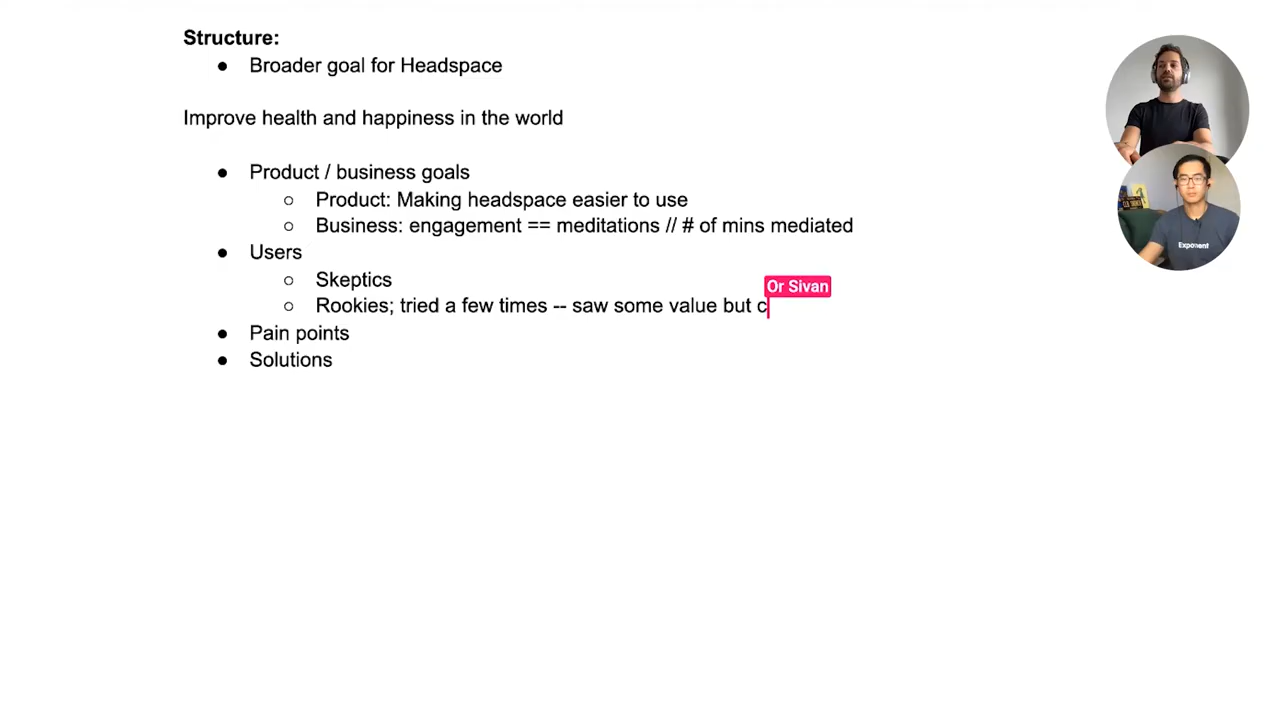 Structure:
● Broader goal for Headspace
Improve health and happiness in the world
● Product / business goals
○ Product: Making headspace easier to use
○ Business: engagement == meditations // # of mins mediated
● Users
○ Skeptics
Or Sivan
○ Rookies; tried a few times -- saw some value but c
● Pain points
● Solutions
Exponent